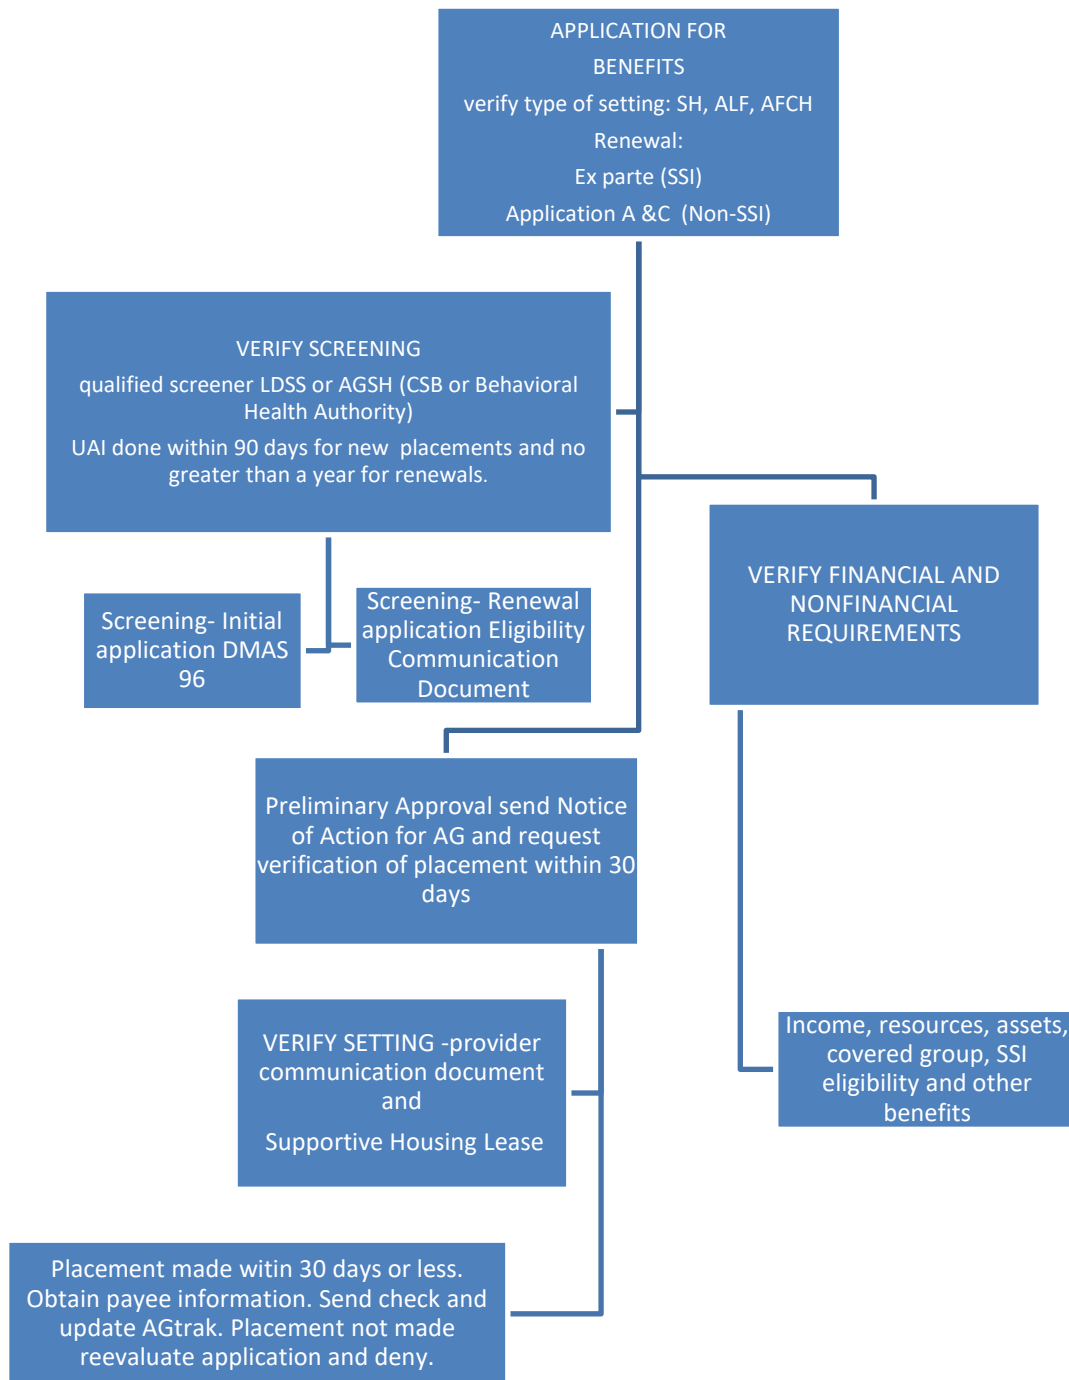 APPLICATION FOR
BENEFITS
verify type of setting: SH, ALF, AFCH
Renewal:
Ex parte (SSI)
Application A &C  (Non-SSI)
VERIFY SCREENING
qualified screener LDSS or AGSH (CSB or Behavioral
Health Authority)
UAI done within 90 days for new  placements and no
greater than a year for renewals.
Screening- Initial
application DMAS
96
Screening- Renewal
application Eligibility
Communication
Document
VERIFY FINANCIAL AND
NONFINANCIAL
REQUIREMENTS
Preliminary Approval send Notice
of Action for AG and request
verification of placement within 30
days
VERIFY SETTING -provider
communication document
and
Supportive Housing Lease
Income, resources, assets,
covered group, SSI
eligibility and other
benefits
Placement made witin 30 days or less.
Obtain payee information. Send check and
update AGtrak. Placement not made
reevaluate application and deny.